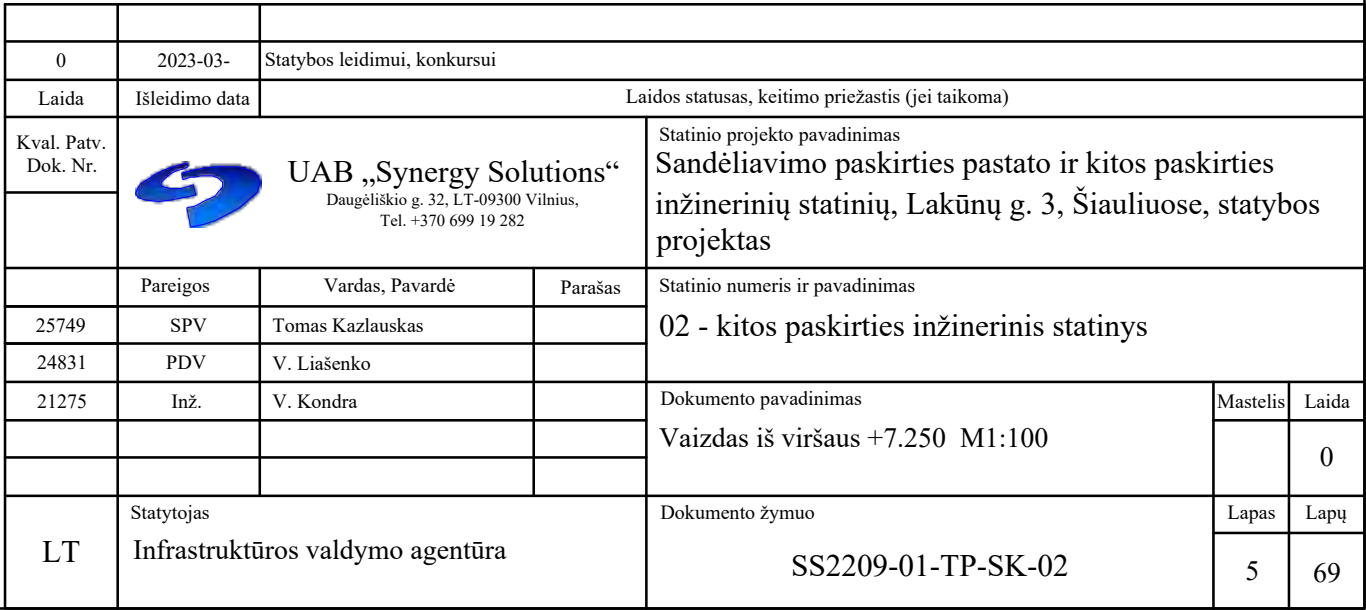 0 2023-03- Statybos leidimui, konkursui
Laida Išleidimo data Laidos statusas, keitimo priežastis (jei taikoma)
Kval. Patv.
Dok. Nr.
UAB „Synergy Solutions“
Daugėliškio g. 32, LT-09300 Vilnius,
Tel. +370 699 19 282
Statinio projekto pavadinimas
Sandėliavimo paskirties pastato ir kitos paskirties
inžinerinių statinių, Lakūnų g. 3, Šiauliuose, statybos
projektas
Pareigos Vardas, Pavardė Parašas
25749 SPV Tomas Kazlauskas
24831 PDV V. Liašenko
21275 Inž. V. Kondra
Statinio numeris ir pavadinimas
02 - kitos paskirties inžinerinis statinys
Dokumento pavadinimas Mastelis Laida
Vaizdas iš viršaus +7.250 M1:100
0
LT
Statytojas
Infrastruktūros valdymo agentūra
Dokumento žymuo Lapas Lapų
SS2209-01-TP-SK-02 5 69